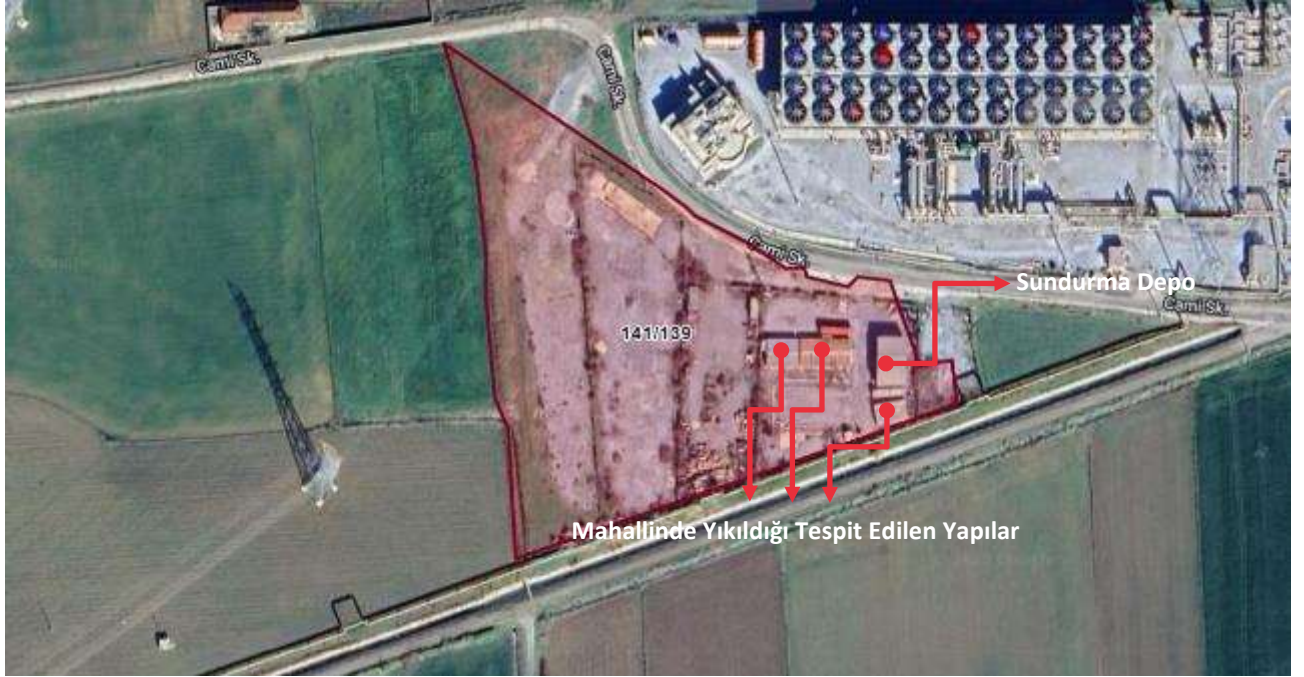 Cami Sk.
Cami Sk.
Cami Sk.
Sundurma Depo
Cami Sk.
141/139
Mahallinde Yıkıldığı Tespit Edilen Yapılar